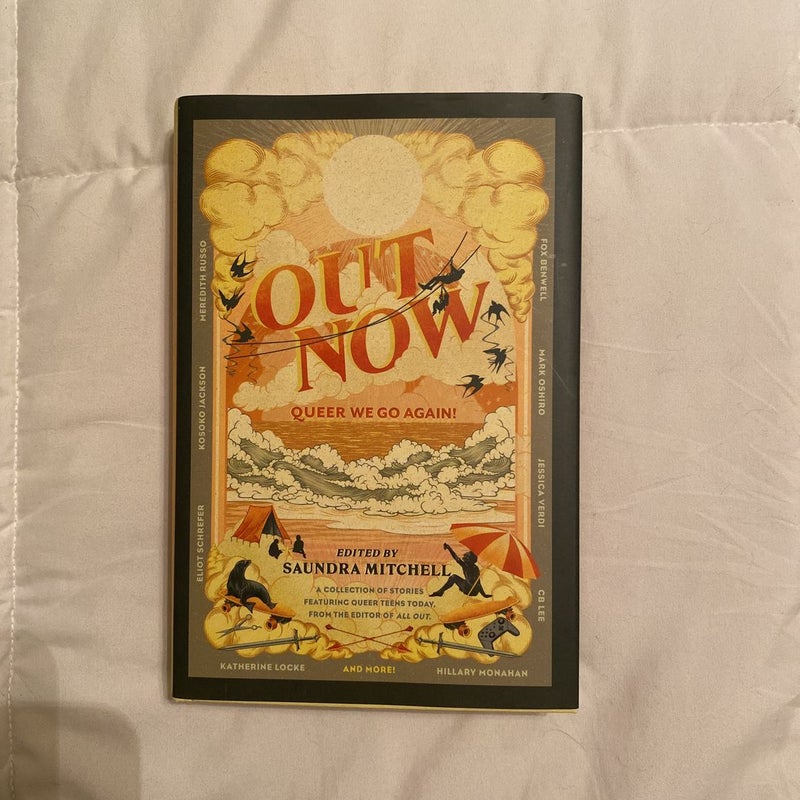 OUT
NOW
QUEER WE GO AGAIN!
EDITED BY
SAUNDRA MITCHELL
A COLLECTION OF STORIES
FEATURING QUEER TEENS TODAY,
FROM THE EDITOR OF ALL OUT.
MEREDITH RUSSO
KOSOKO JACKSON
ELIOT SCHREFER
FOX BENWELL
MARK OSHIRO
JESSICA VERDI
CB LEE
KATHERINE LOCKE
AND MORE!
HILLARY MONAHAN